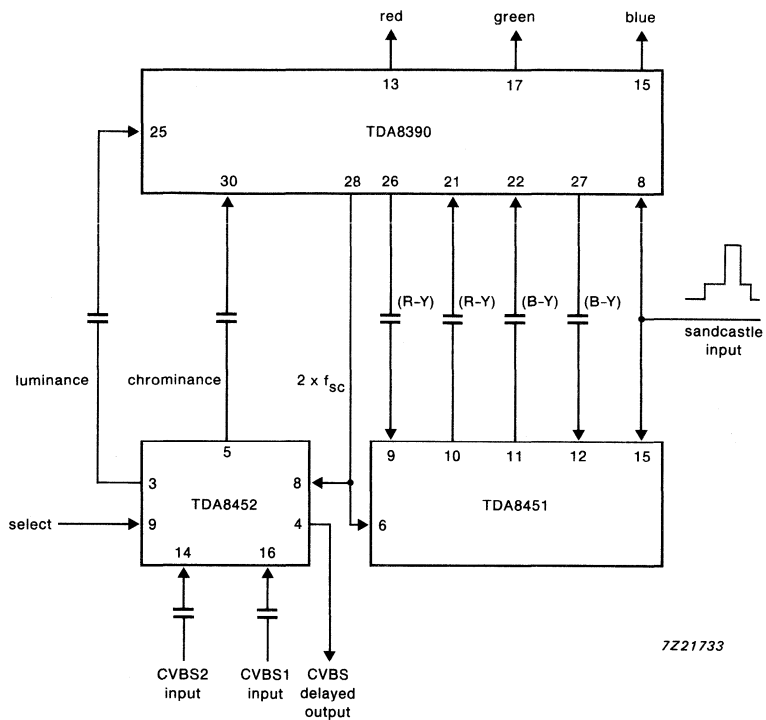 red green blue
13 17 15
25 TDA8390
30 28 26 21 22 27 8
(R-Y) (R-Y) (B-Y) (B-Y)
sandcastle
input
luminance chrominance 2 x fsc
5 9 10 11 12 15
3 8
TDA8452 TDA8451
select 9 4 6
14 16
7Z21733
CVBS2
input
CVBS1
input
CVBS
delayed
output